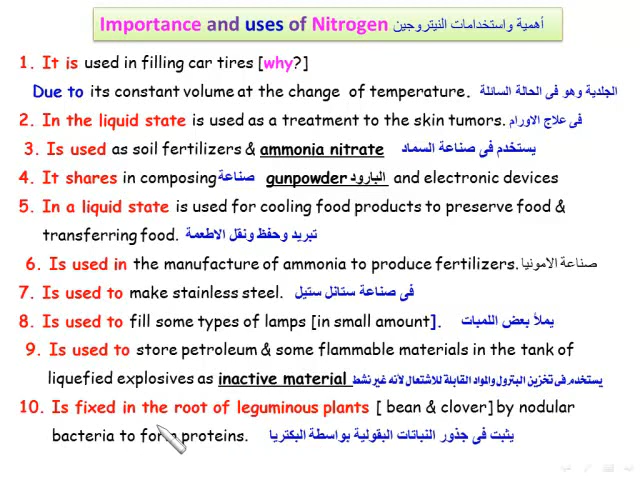 Importance and uses of Nitrogen أهمية واستخدامات النيتروجين
1. It is used in filling car tires [why?]
Due to its constant volume at the change of temperature. الجلدية وهو فى الحالة السائلة
2. In the liquid state is used as a treatment to the skin tumors. فى علاج الاورام
3. Is used as soil fertilizers & ammonia nitrate يستخدم فى صناعة السماد
4. It shares in composing صناعة gunpowder البارود and electronic devices
5. In a liquid state is used for cooling food products to preserve food &
transferring food. تبريد وحفظ ونقل الاطعمة
6. Is used in the manufacture of ammonia to produce fertilizers. صناعة الامونيا
7. Is used to make stainless steel. فى صناعة ستانل ستيل
8. Is used to fill some types of lamps [in small amount]. يملأ بعض اللمبات
9. Is used to store petroleum & some flammable materials in the tank of
liquefied explosives as inactive material يستخدم فى تخزين البترول والمواد القابلة للاشتعال لأنه غير نشط
10. Is fixed in the root of leguminous plants [ bean & clover] by nodular
bacteria to form proteins. يثبت فى جذور النباتات البقولية بواسطة البكتريا